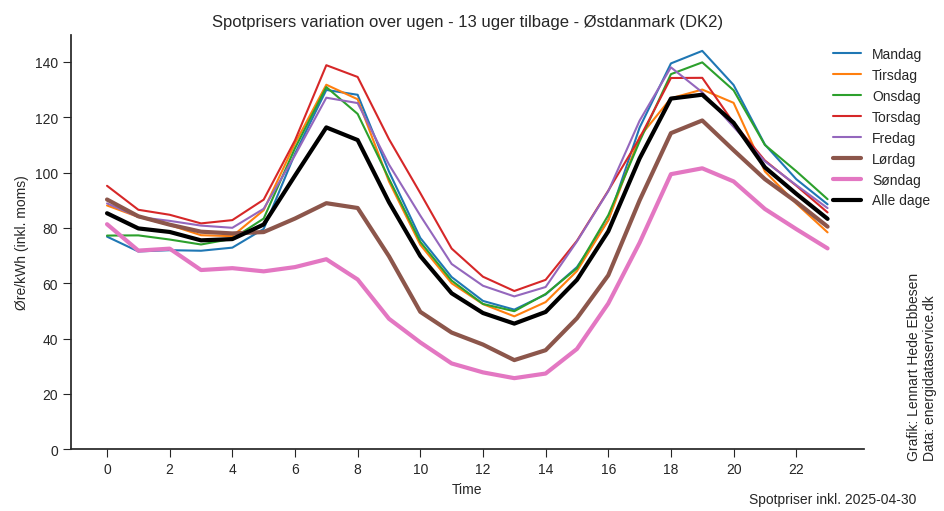 Spotprisers variation over ugen - 13 uger tilbage - Østdanmark (DK2)
Øre/kWh (inkl. moms)
140
120
100
80
60
40
20
0
0 2 4 6 8 10 12 14 16 18 20 22
Time
Mandag
Tirsdag
Onsdag
Torsdag
Fredag
Lørdag
Søndag
Alle dage
Grafik: Lennart Hede Ebbesen
Data: energidataservice.dk
Spotpriser inkl. 2025-04-30